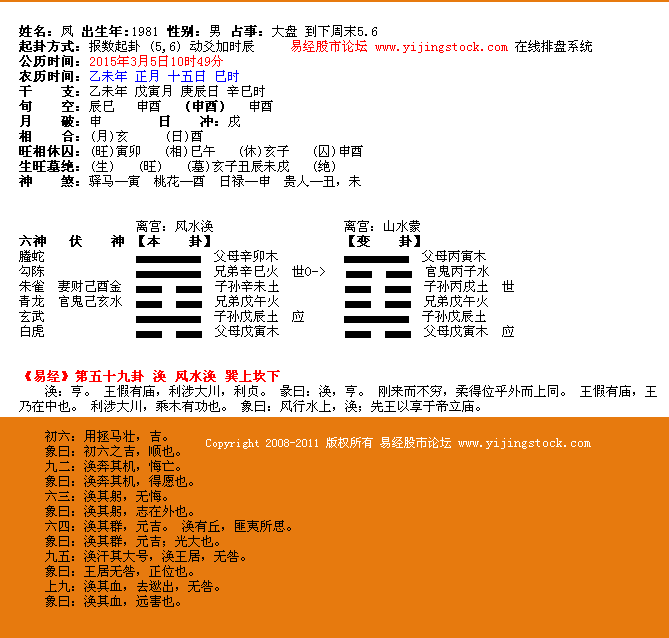 姓名：凤 出生年：1981 性别：男 占事：大盘 到下周末5.6
起卦方式：报数起卦 (5,6) 动爻加时辰 易经股市论坛 www.yijingstock.com 在线排盘系统
公历时间：2015年3月5日10时49分
农历时间：乙未年 正月 十五日 巳时
干 支：乙未年 戊寅月 庚辰日 辛巳时
旬 空：辰巳 申酉 (申酉) 申酉
月 破：申 日 冲：戌
相 合：(月)亥 (日)酉
旺相休囚：(旺)寅卯 (相)巳午 (休)亥子 (囚)申酉
生旺墓绝：(生) (旺) (墓)亥子丑辰未戌 (绝)
神 煞：驿马—寅 桃花—酉 日禄—申 贵人—丑，未
离宫：风水涣 离宫：山水蒙
六神 伏 神 【本 卦】 【变 卦】
螣蛇 父母辛卯木 父母丙寅木
勾陈 兄弟辛巳火 世O-> 官鬼丙子水
朱雀 妻财己酉金 子孙辛未土 子孙丙戌土 世
青龙 官鬼己亥水 兄弟戊午火 兄弟戊午火
玄武 子孙戊辰土 应 子孙戊辰土
白虎 父母戊寅木 父母戊寅木 应
《易经》第五十九卦 涣 风水涣 巽上坎下
涣：亨。 王假有庙，利涉大川，利贞。 彖曰：涣，亨。 刚来而不穷，柔得位乎外而上同。 王假有庙，王
乃在中也。 利涉大川，乘木有功也。 象曰：风行水上，涣；先王以享于帝立庙。
初六：用拯马壮，吉。
象曰：初六之吉，顺也。
Copyright 2008-2011 版权所有 易经股市论坛 www.yijingstock.com
九二：涣奔其机，悔亡。
象曰：涣奔其机，得愿也。
六三：涣其躬，无悔。
象曰：涣其躬，志在外也。
六四：涣其群，元吉。 涣有丘，匪夷所思。
象曰：涣其群，元吉；光大也。
九五：涣汗其大号，涣王居，无咎。
象曰：王居无咎，正位也。
上九：涣其血，去逖出，无咎。
象曰：涣其血，远害也。